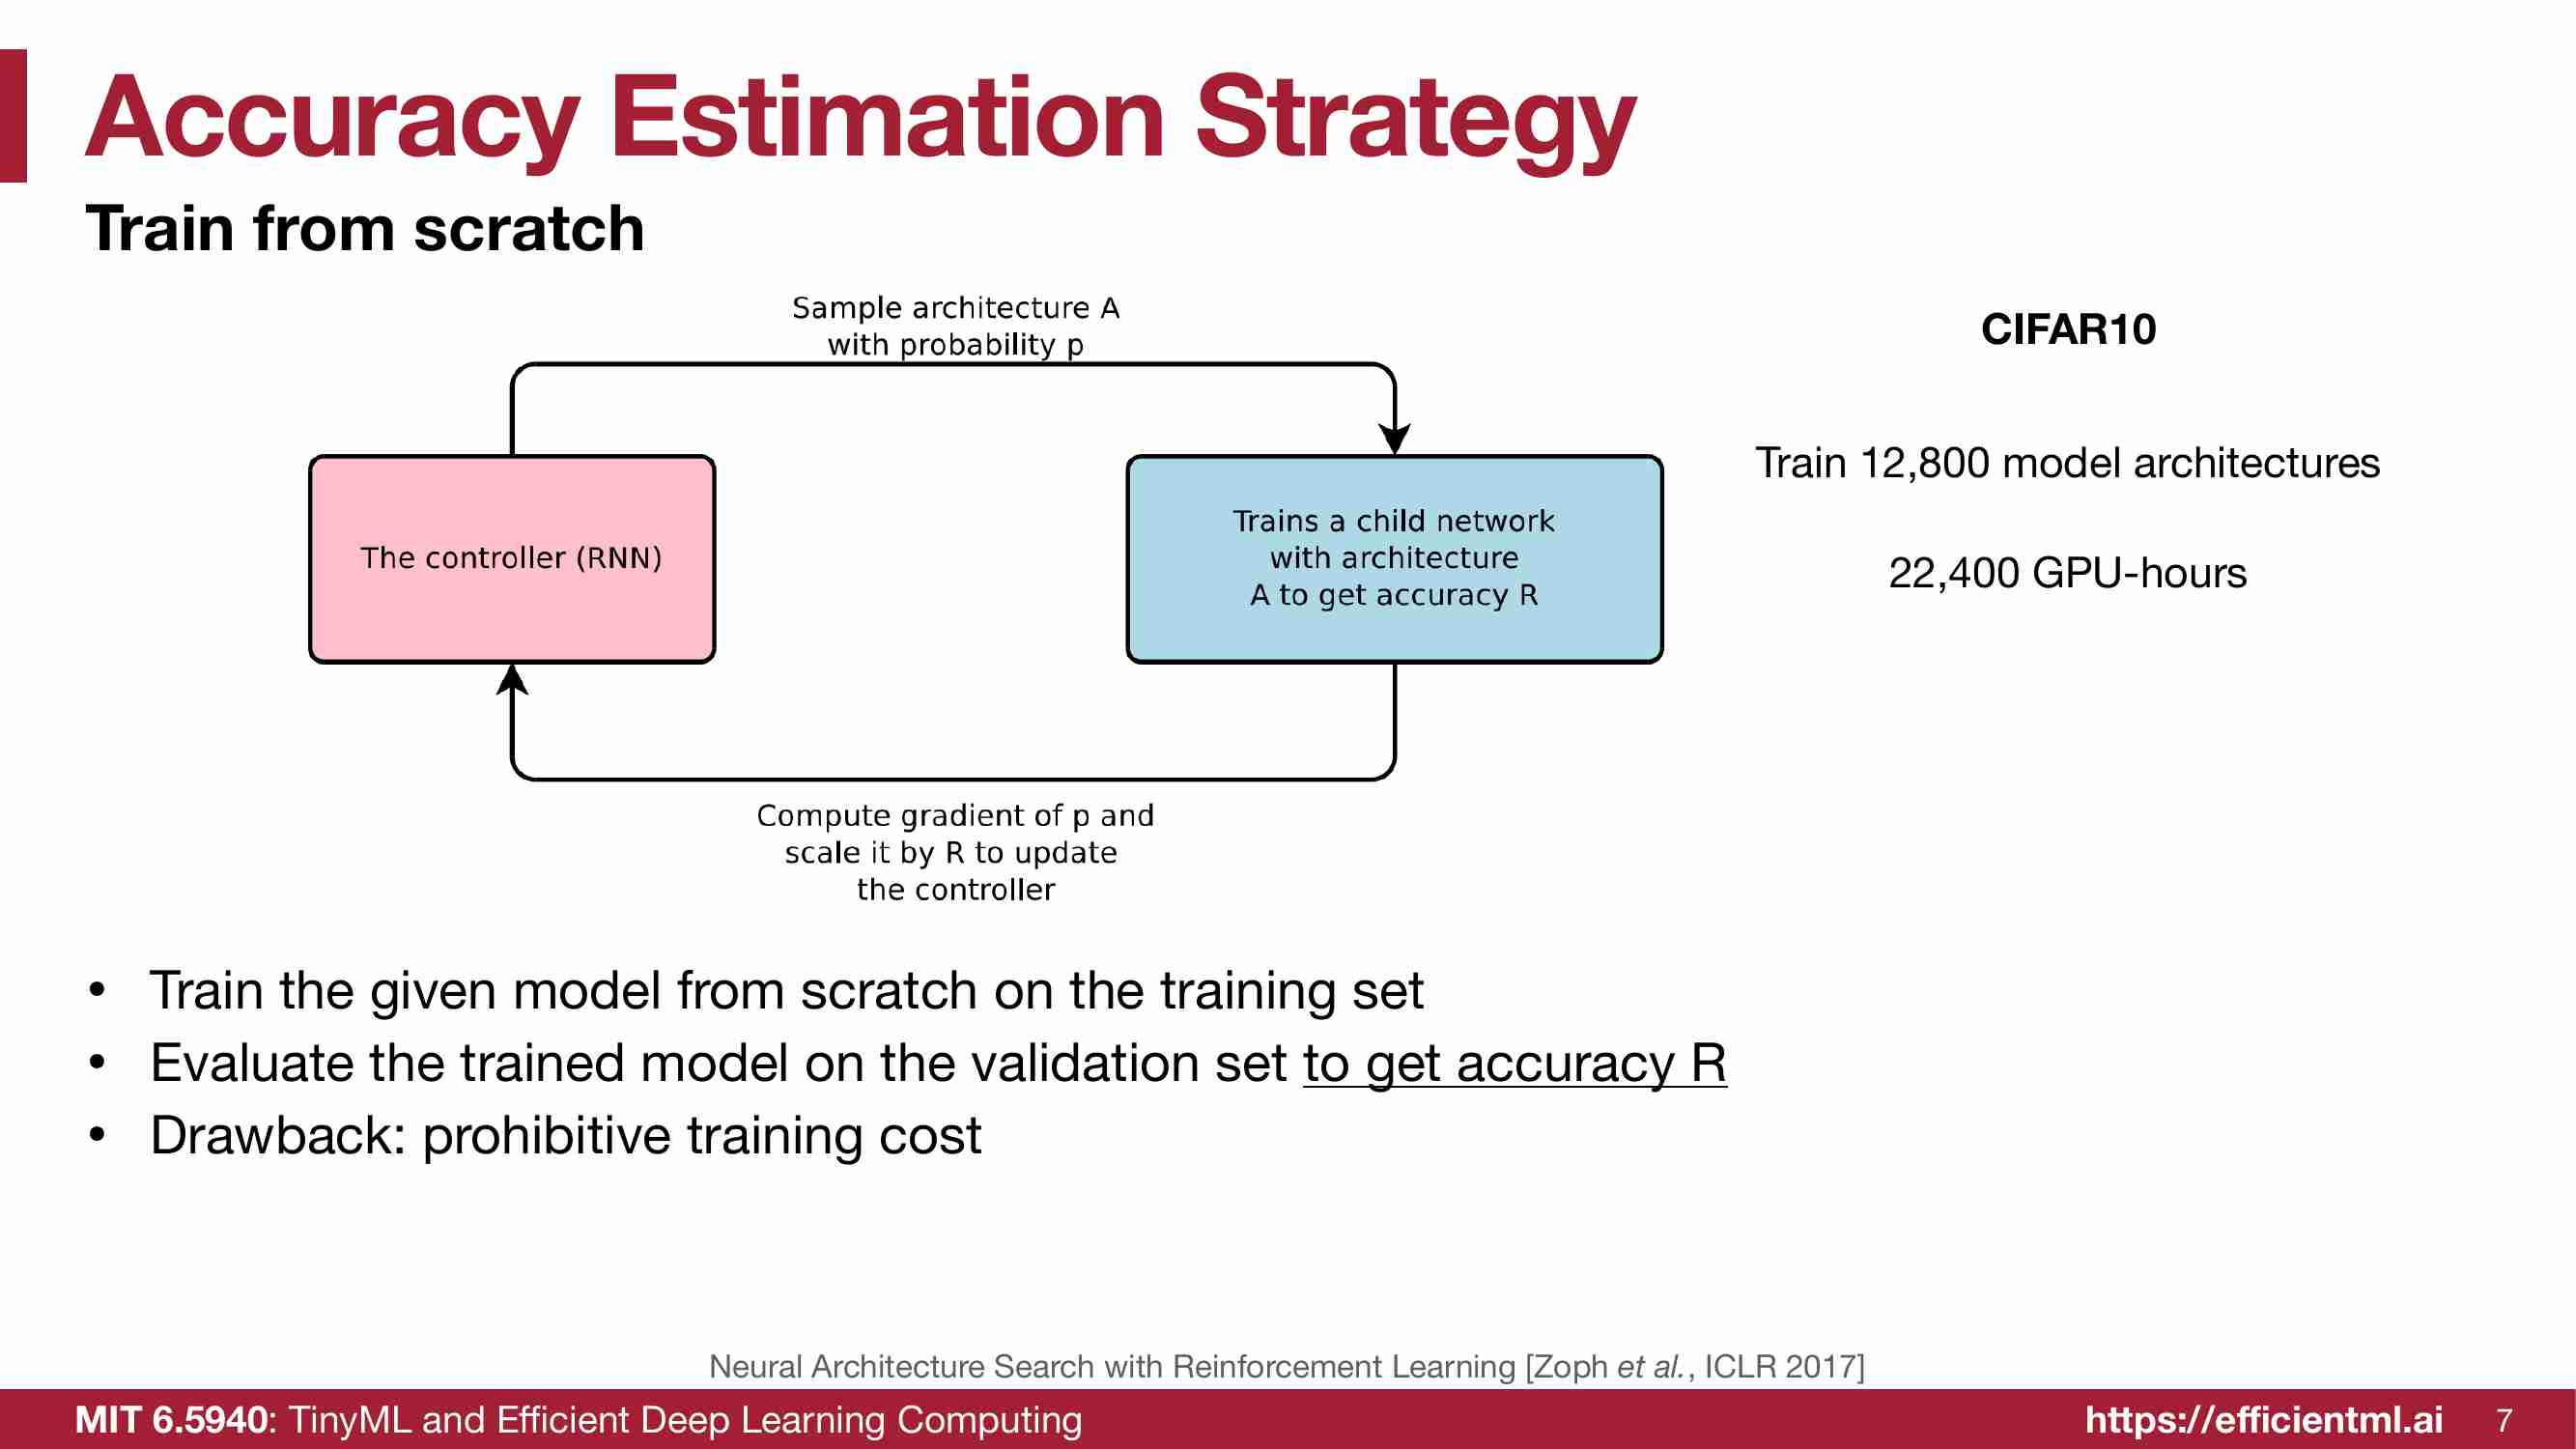 Accuracy Estimation Strategy
Train from scratch
Sample architecture A
with probability p
The controller (RNN)
Trains a child network
with architecture
A to get accuracy R
Compute gradient of p and
scale it by R to update
the controller
CIFAR10
Train 12,800 model architectures
22,400 GPU-hours
• Train the given model from scratch on the training set
• Evaluate the trained model on the validation set to get accuracy R
• Drawback: prohibitive training cost
Neural Architecture Search with Reinforcement Learning [Zoph et al., ICLR 2017]
MIT 6.5940: TinyML and Efficient Deep Learning Computing
https://efficientml.ai 7